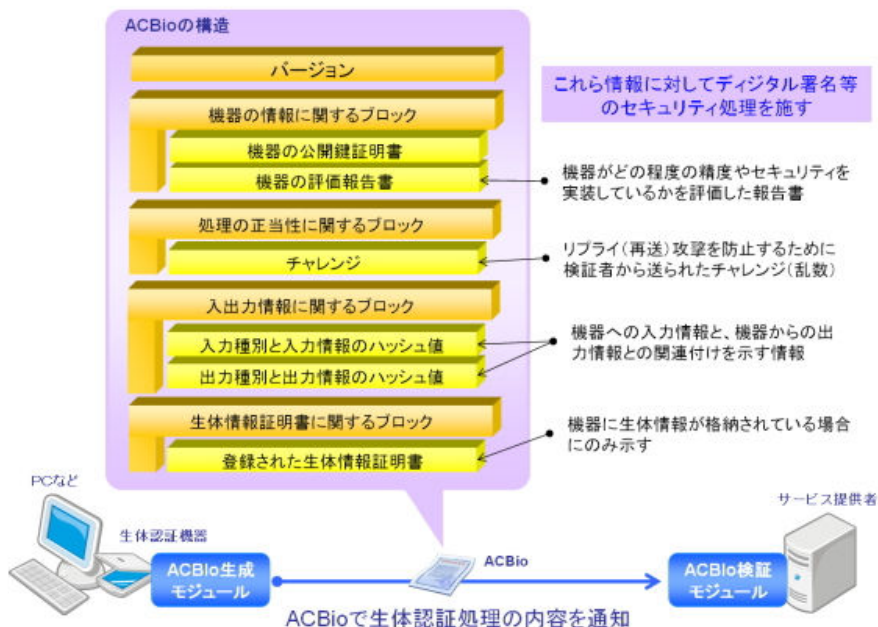 ACBioの構造
バージョン
機器の情報に関するブロック
機器の公開鍵証明書
機器の評価報告書
処理の正当性に関するブロック
チャレンジ
入出力情報に関するブロック
入力種別と入力情報のハッシュ値
出力種別と出力情報のハッシュ値
生体情報証明書に関するブロック
登録された生体情報証明書
これら情報に対してディジタル署名等
のセキュリティ処理を施す
機器がどの程度の精度やセキュリティを
実装しているかを評価した報告書
リプライ(再送)攻撃を防止するために
検証者から送られたチャレンジ(乱数)
機器への入力情報と、機器からの出
力情報との関連付けを示す情報
機器に生体情報が格納されている場合
にのみ示す
PCなど
生体認証機器
ACBio生成
モジュール
ACBio
サービス提供者
ACBio検証
モジュール
ACBioで生体認証処理の内容を通知